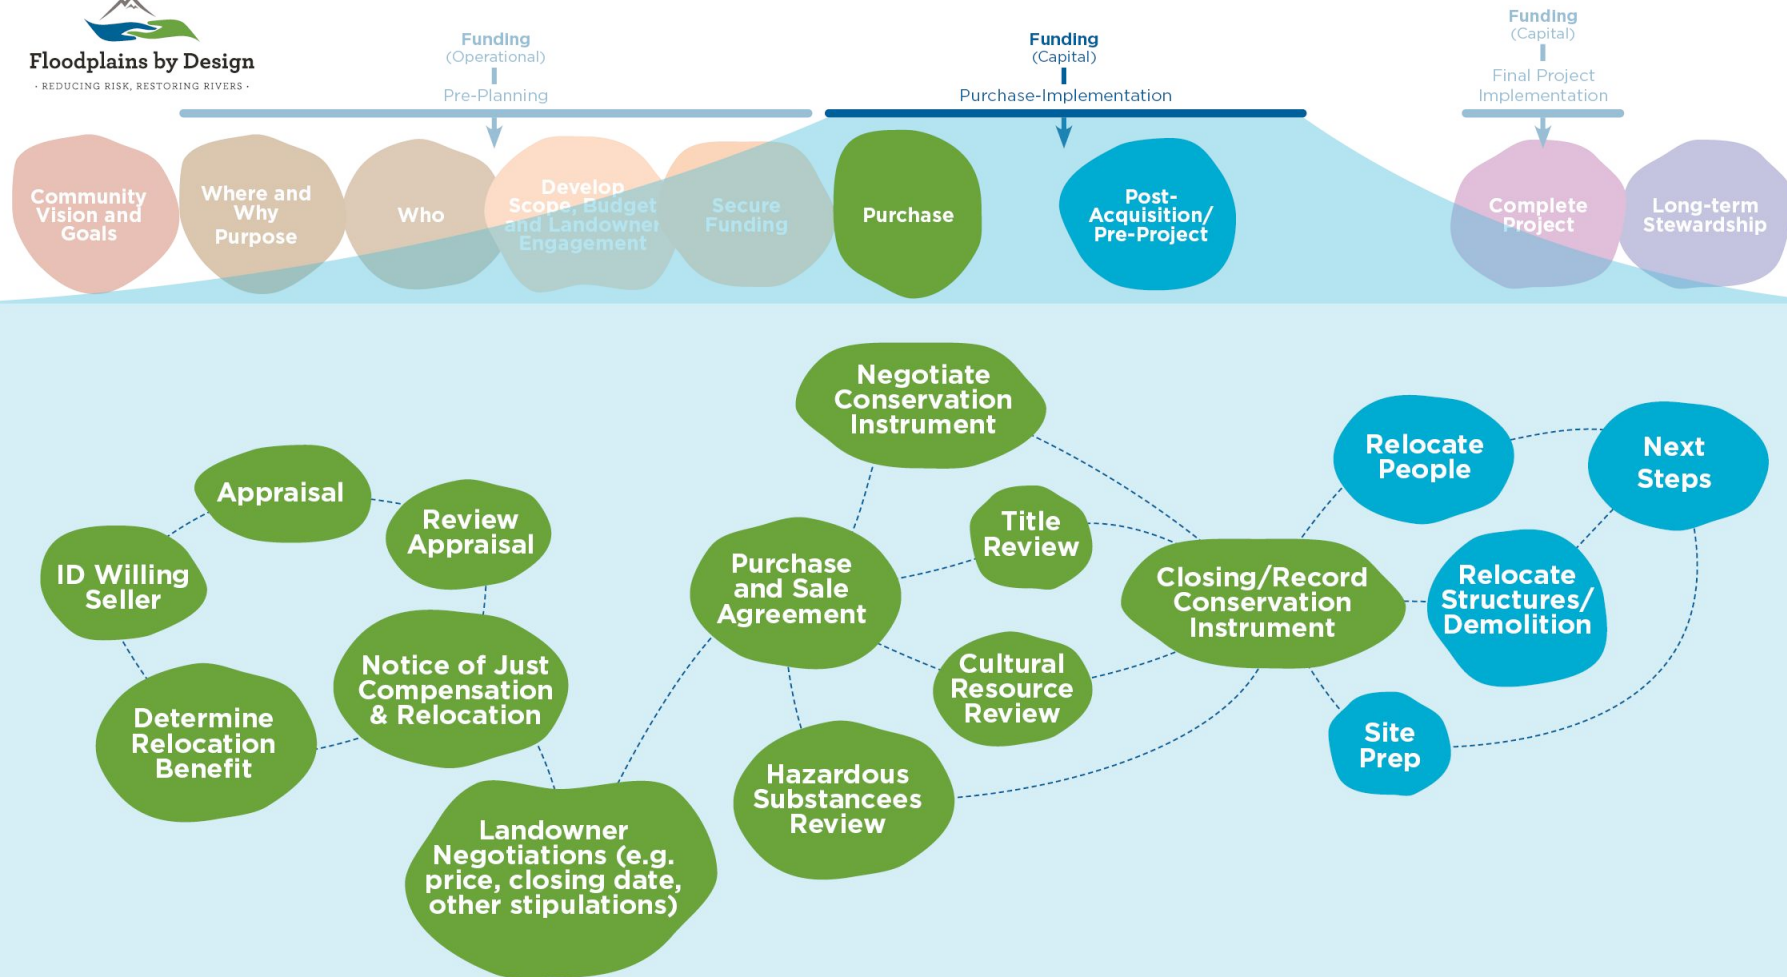 Floodplains by Design
· REDUCING RISK, RESTORING RIVERS ·
Funding
(Operational)
Pre-Planning
Funding
(Capital)
Purchase-Implementation
Funding
(Capital)
Final Project
Implementation
Community
Vision and
Goals
Where and
Why
Purpose
Who
Develop
Scope, Budget
and Landowner
Engagement
Secure
Funding
Purchase
Post-
Acquisition/
Pre-Project
Complete
Project
Long-term
Stewardship
ID Willing
Seller
Appraisal
Review
Appraisal
Determine
Relocation
Benefit
Notice of Just
Compensation
& Relocation
Landowner
Negotiations (e.g.
price, closing date,
other stipulations)
Purchase
and Sale
Agreement
Negotiate
Conservation
Instrument
Title
Review
Cultural
Resource
Review
Hazardous
Substancees
Review
Closing/Record
Conservation
Instrument
Relocate
People
Relocate
Structures/
Demolition
Site
Prep
Next
Steps